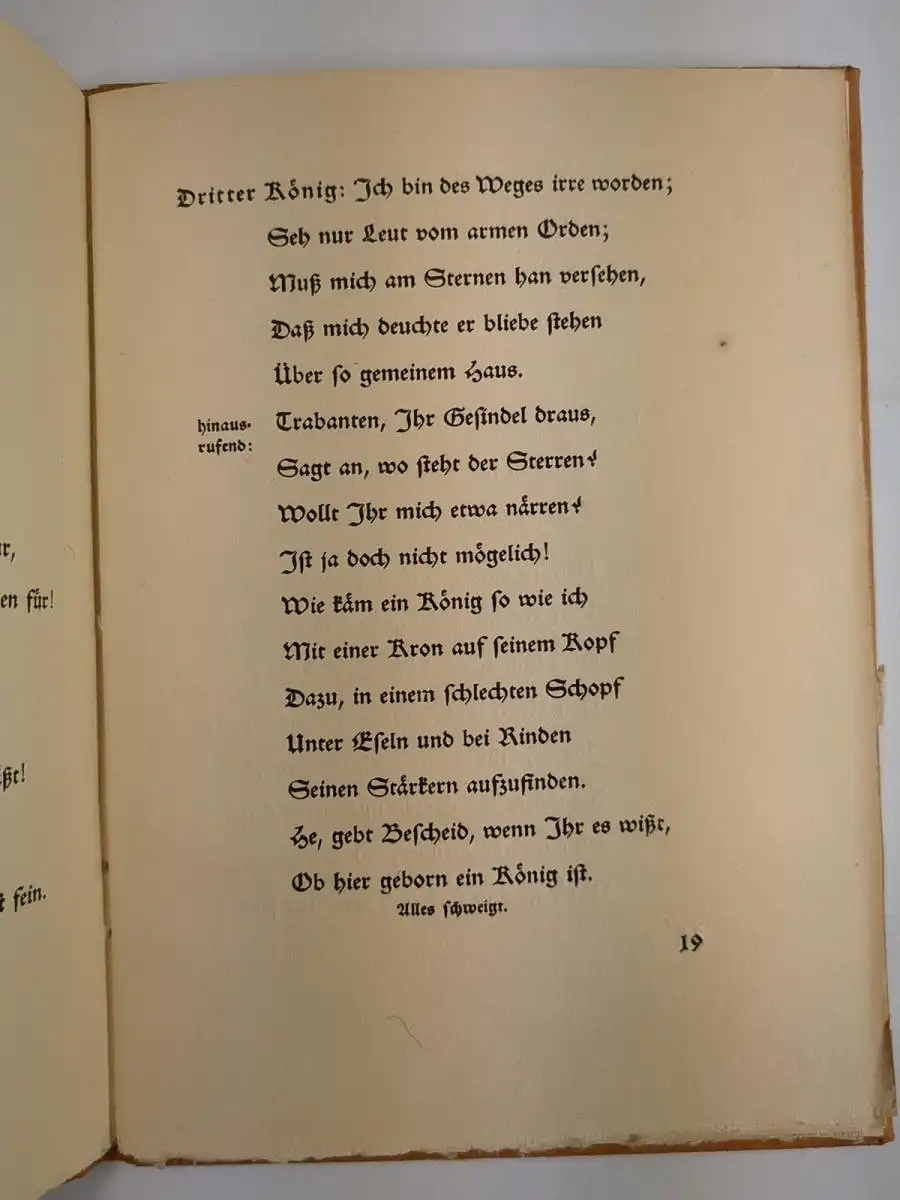 r,
en für!
ßt!
t fein.
Dritter König: Ich bin des Weges irre worden;
Seh nur Leut vom armen Orden;
Muß mich am Sternen han versehen,
Daß mich deuchte er bliebe stehen
Über so gemeinem Haus.
hinaus-
rufend:
Trabanten, Ihr Gesindel draus,
Sagt an, wo steht der Sterren?
Wollt Ihr mich etwa närren?
Ist ja doch nicht mögelich!
Wie käm ein König so wie ich
Mit einer Kron auf seinem Kopf
Dazu, in einem schlechten Schopf
Unter Eseln und bei Rinden
Seinen Stärkern aufzufinden.
He, gebt Bescheid, wenn Ihr es wißt,
Ob hier geborn ein König ist.
Alles schweigt.
19